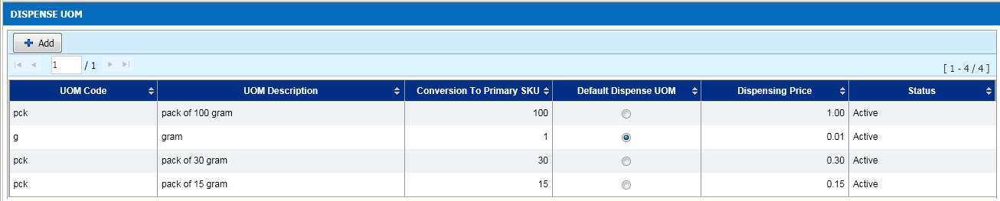 DISPENSE UOM
Add
1 / 1
[ 1 - 4 / 4 ]
UOM Code UOM Description Conversion To Primary SKU Default Dispense UOM Dispensing Price Status
pck pack of 100 gram 100 1.00 Active
g gram 1 0.01 Active
pck pack of 30 gram 30 0.30 Active
pck pack of 15 gram 15 0.15 Active